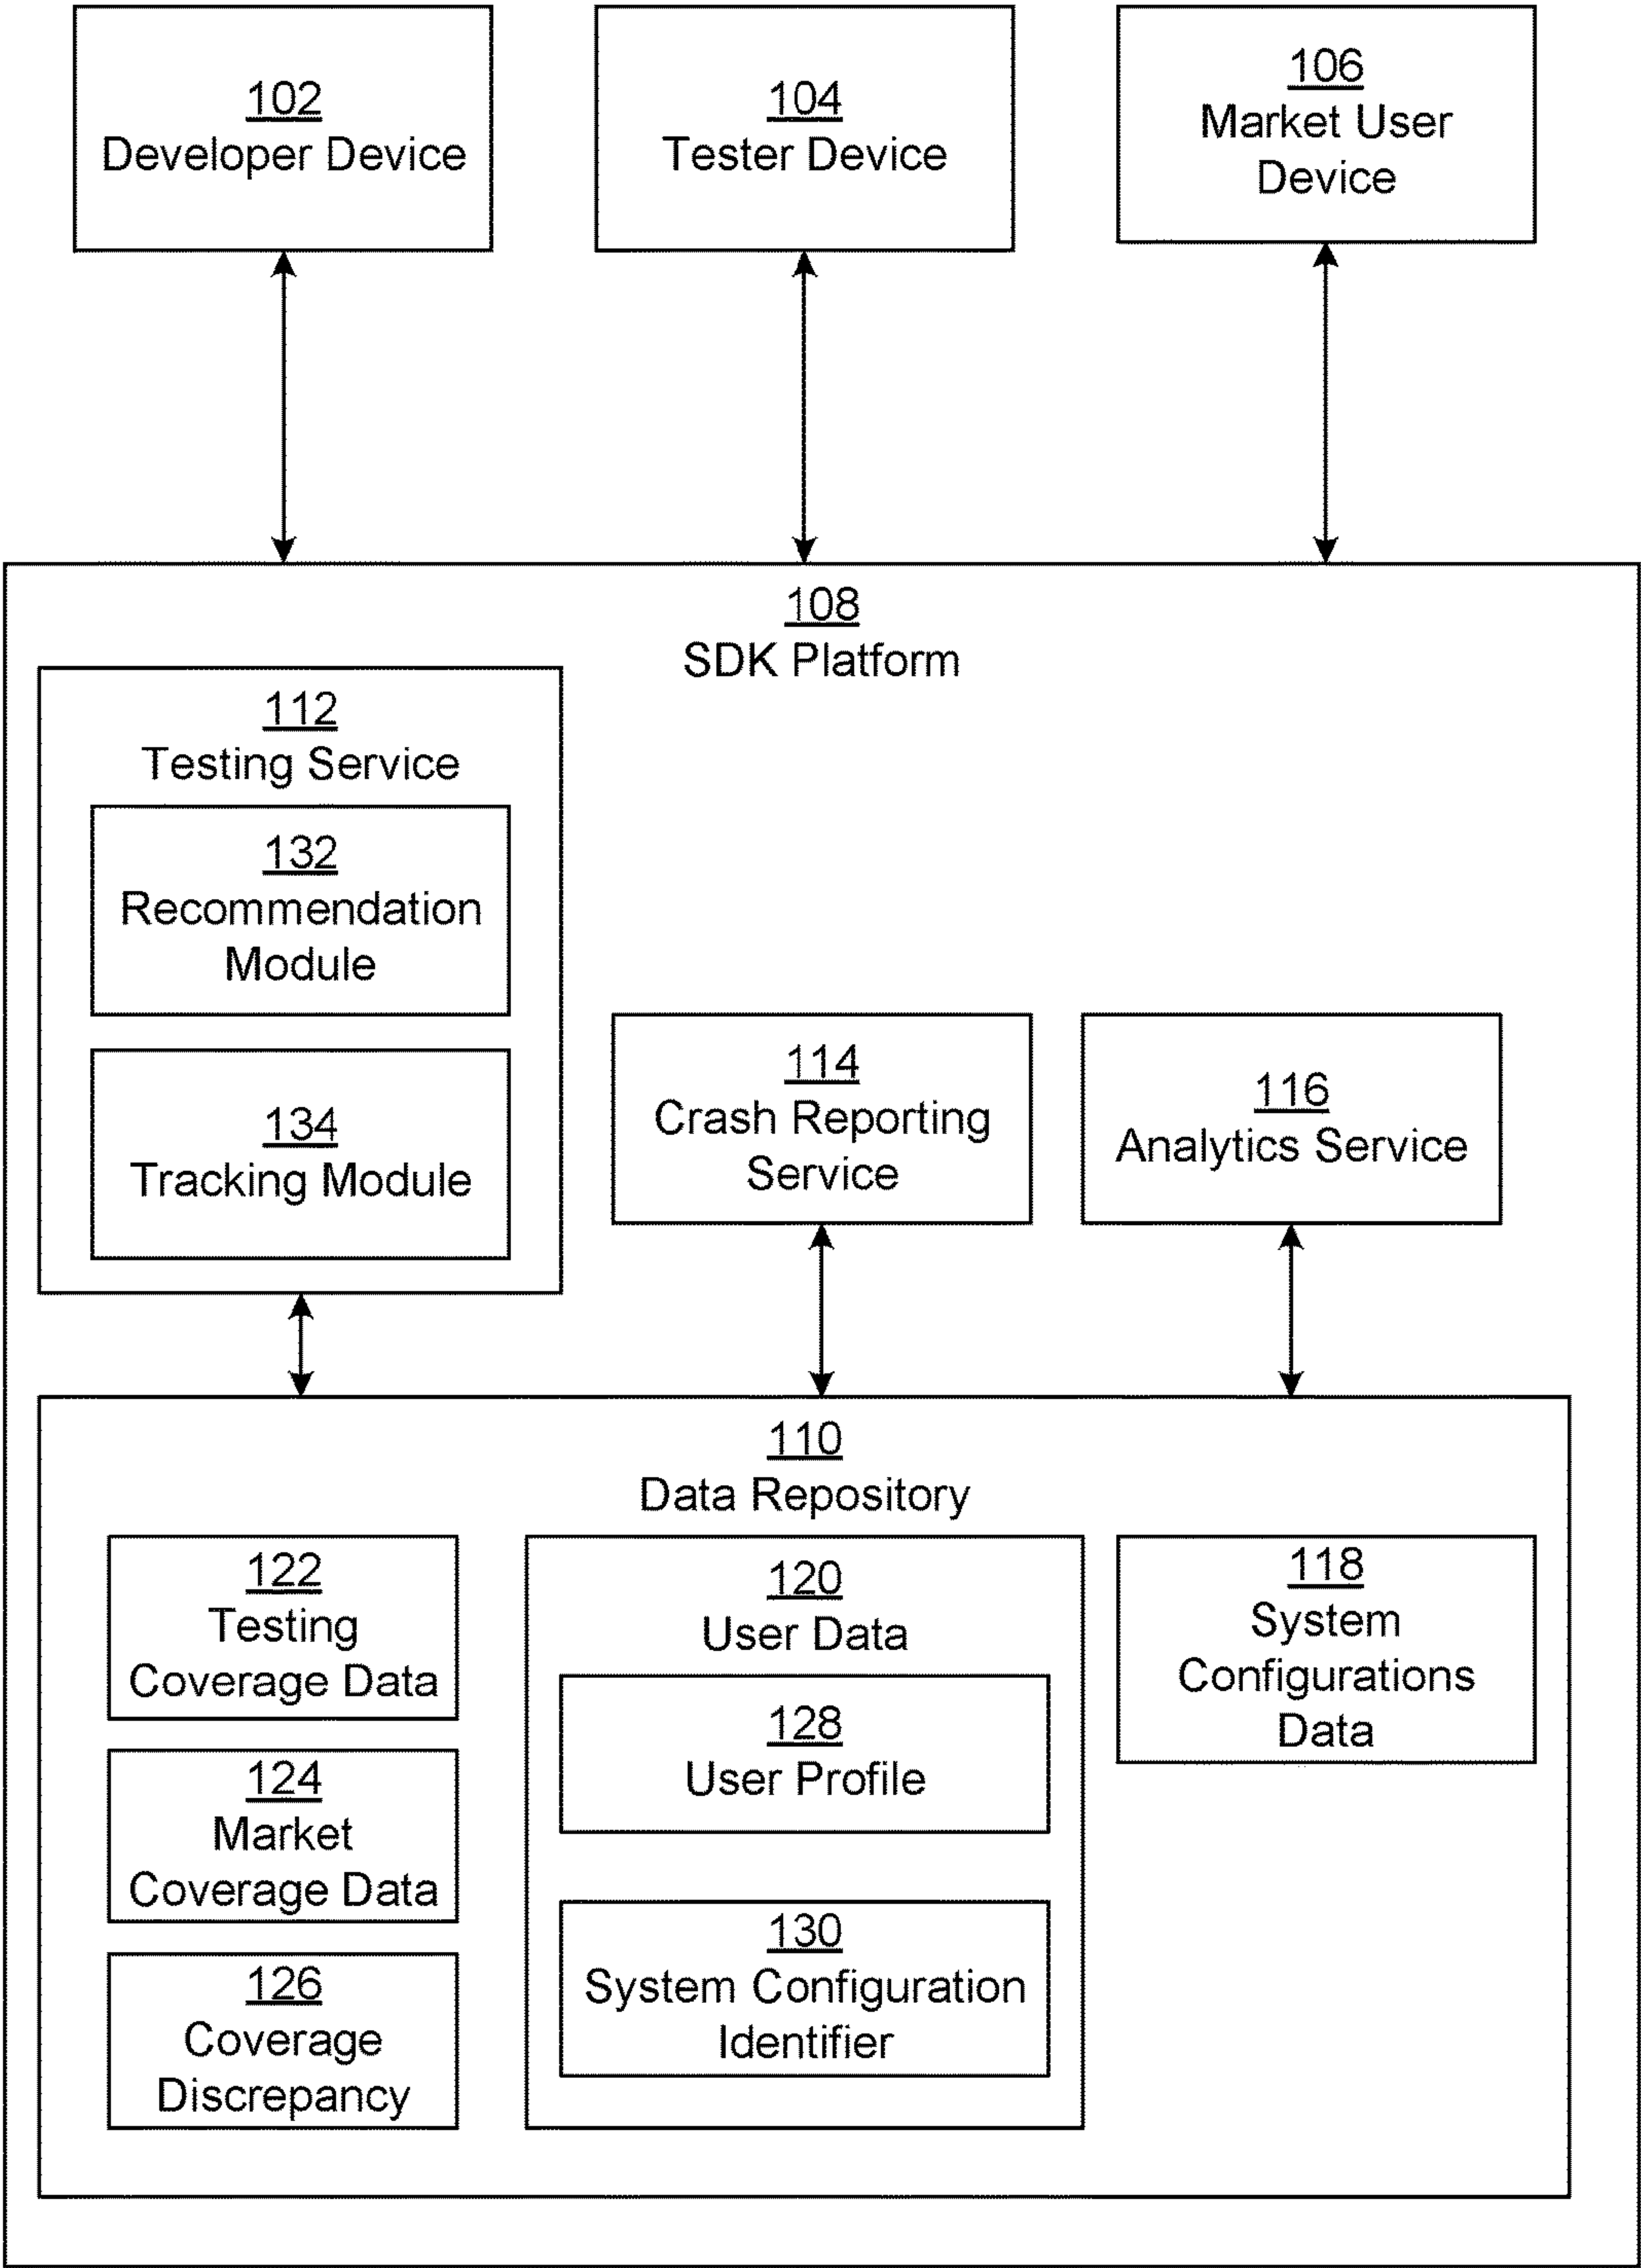 102
Developer Device
104
Tester Device
106
Market User
Device
108
SDK Platform
112
Testing Service
132
Recommendation
Module
134
Tracking Module
114
Crash Reporting
Service
116
Analytics Service
110
Data Repository
122
Testing
Coverage Data
124
Market
Coverage Data
126
Coverage
Discrepancy
120
User Data
128
User Profile
130
System Configuration
Identifier
118
System
Configurations
Data